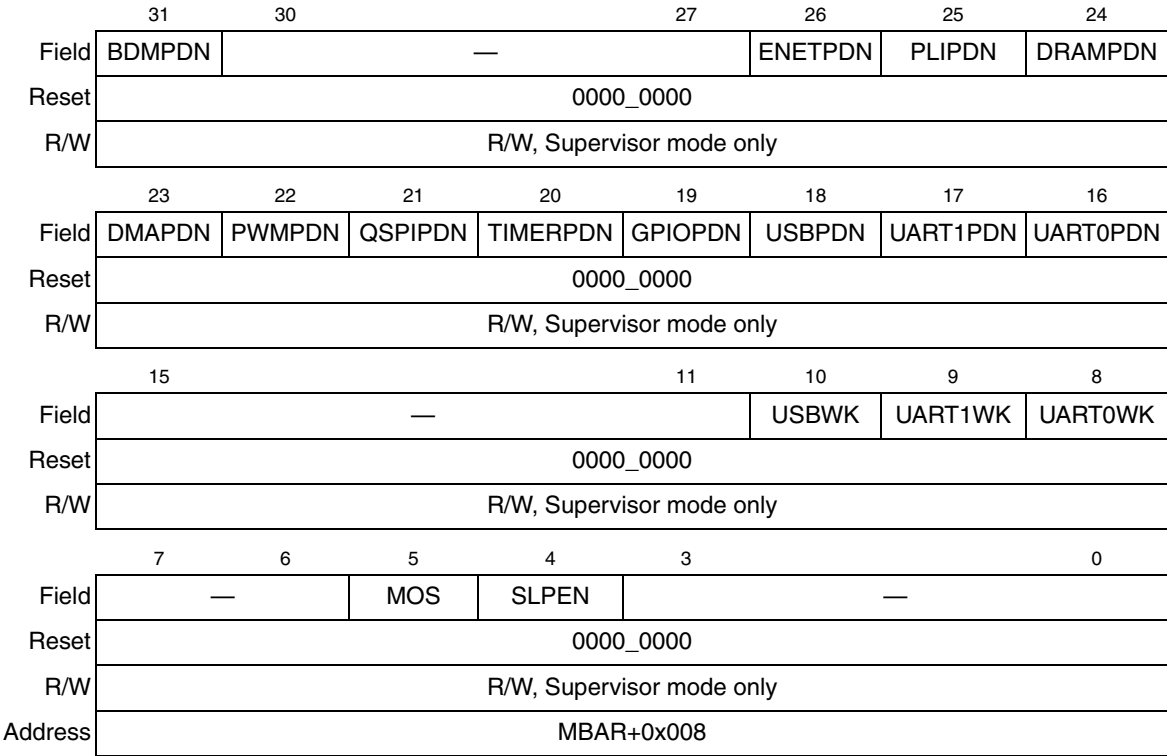 31 30 27 26 25 24
Field BDMPDN — ENETPDN PLIPDN DRAMPDN
Reset 0000_0000
R/W R/W, Supervisor mode only
23 22 21 20 19 18 17 16
Field DMAPDN PWMPDN QSPIPDN TIMERPDN GPIOPDN USBPDN UART1PDN UART0PDN
Reset 0000_0000
R/W R/W, Supervisor mode only
15 11 10 9 8
Field — USBWK UART1WK UART0WK
Reset 0000_0000
R/W R/W, Supervisor mode only
7 6 5 4 3 0
Field — MOS SLPEN —
Reset 0000_0000
R/W R/W, Supervisor mode only
Address MBAR+0x008